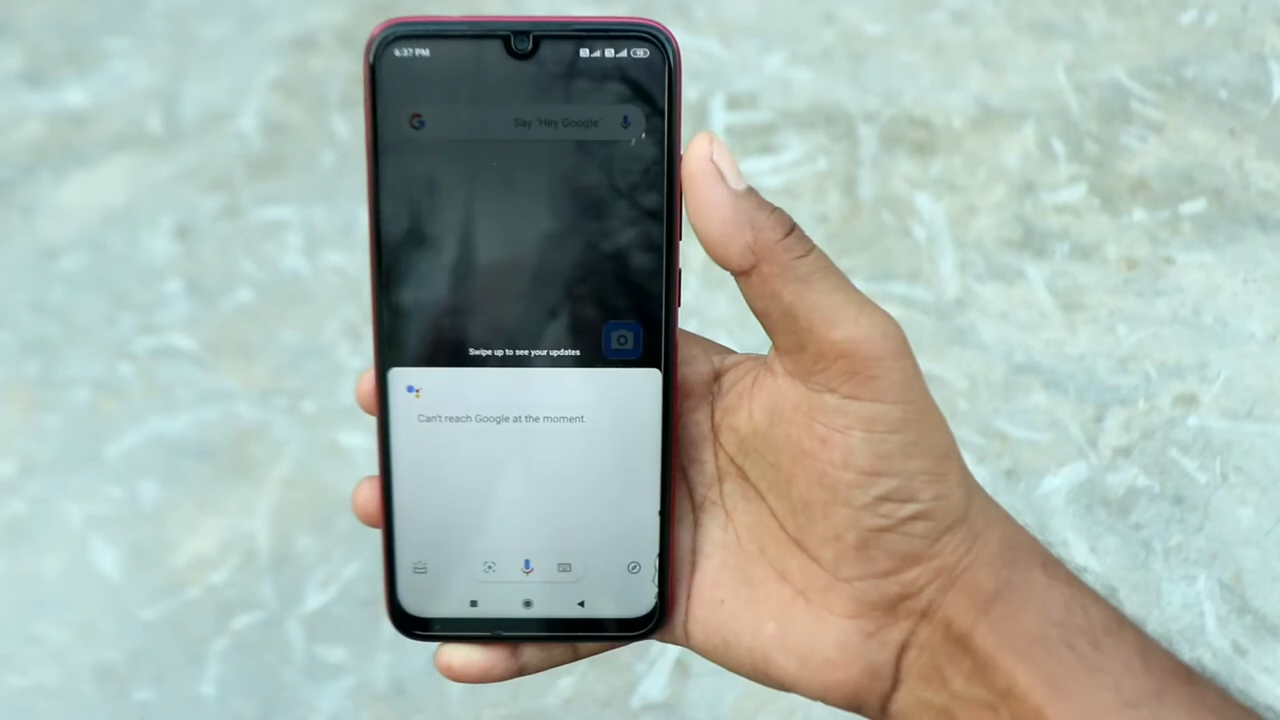 6:37 PM
Say "Hey Google"
Swipe up to see your updates
Can't reach Google at the moment.